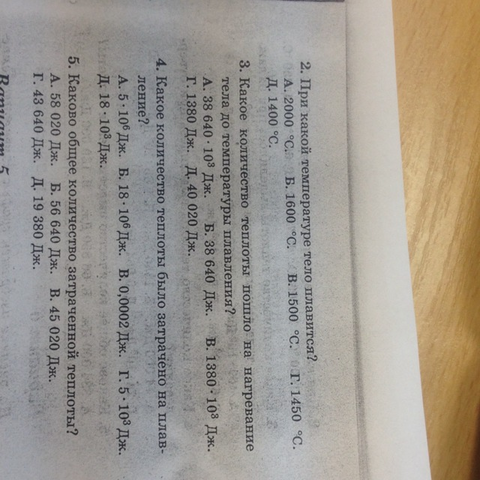 2. При какой температуре тело плавится?
А. 2000 °С. Б. 1600 °С. В. 1500 °С. Г. 1450 °С.
Д. 1400 °С.
3. Какое количество теплоты пошло на нагревание
тела до температуры плавления?
А. 38 640·10³ Дж. Б. 38 640 Дж. В. 1380·10³ Дж.
Г. 1380 Дж. Д. 40 020 Дж.
4. Какое количество теплоты было затрачено на плав-
ление?
А. 5·10⁶ Дж. Б. 18·10⁶ Дж. В. 0,0002 Дж. Г. 5·10³ Дж.
Д. 18·10³ Дж.
5. Каково общее количество затраченной теплоты?
А. 58 020 Дж. Б. 56 640 Дж. В. 45 020 Дж.
Г. 43 640 Дж. Д. 19 380 Дж.
Вариант 5